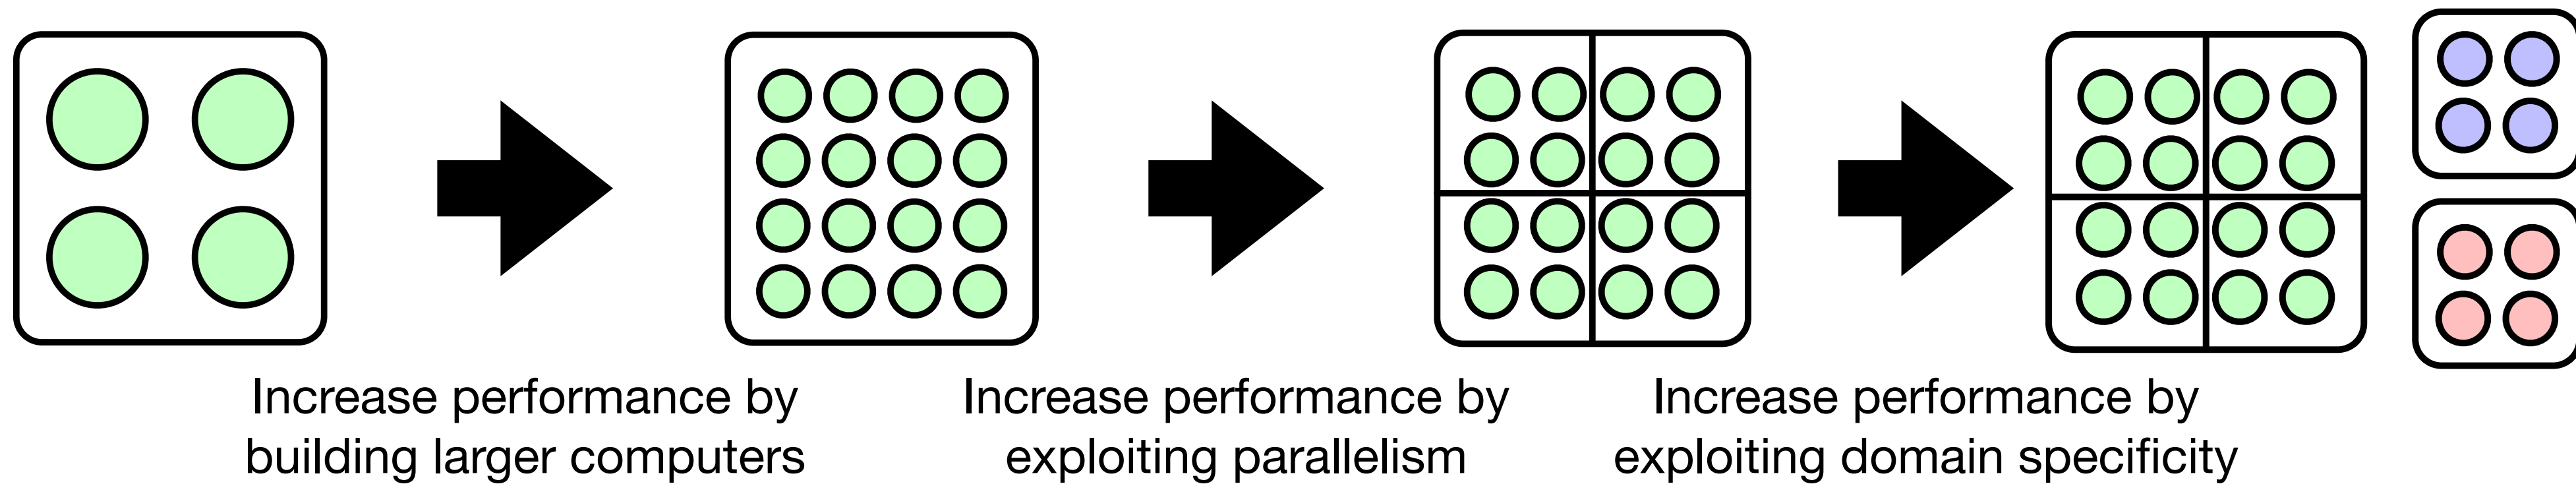 Increase performance by
building larger computers
Increase performance by
exploiting parallelism
Increase performance by
exploiting domain specificity